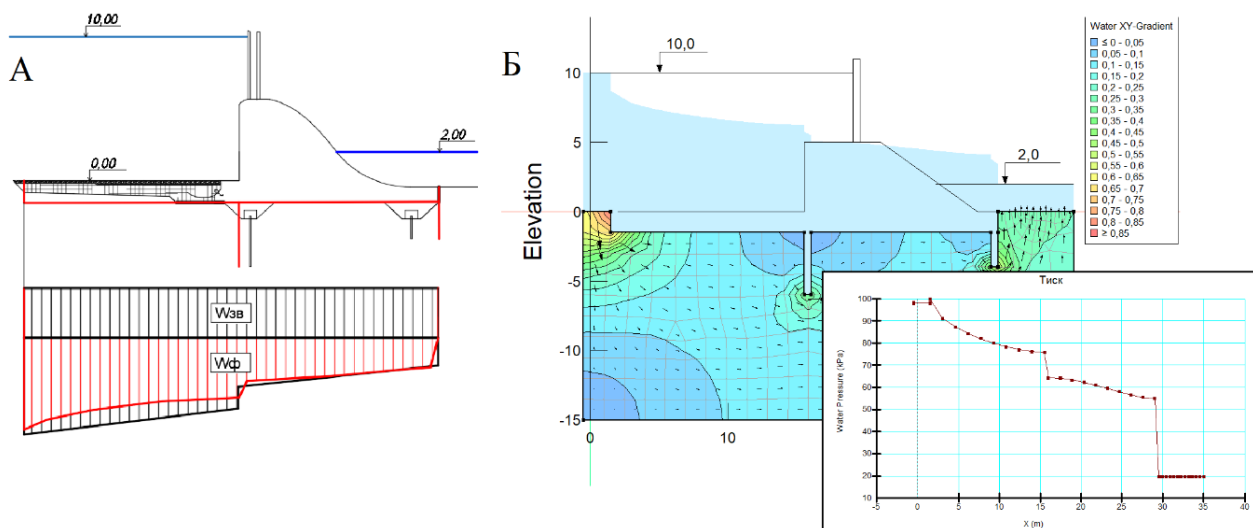 А
10,00
0,00
2,00
Wзв
Wф
Б
10,0
2,0
Elevation
10
5
0
-5
-10
-15
0
10
Water XY-Gradient
≤ 0 - 0,05
0,05 - 0,1
0,1 - 0,15
0,15 - 0,2
0,2 - 0,25
0,25 - 0,3
0,3 - 0,35
0,35 - 0,4
0,4 - 0,45
0,45 - 0,5
0,5 - 0,55
0,55 - 0,6
0,6 - 0,65
0,65 - 0,7
0,7 - 0,75
0,75 - 0,8
0,8 - 0,85
≥ 0,85
Тиск
Water Pressure (kPa)
100
90
80
70
60
50
40
30
20
10
-5
0
5
10
15
20
25
30
35
40
X (m)